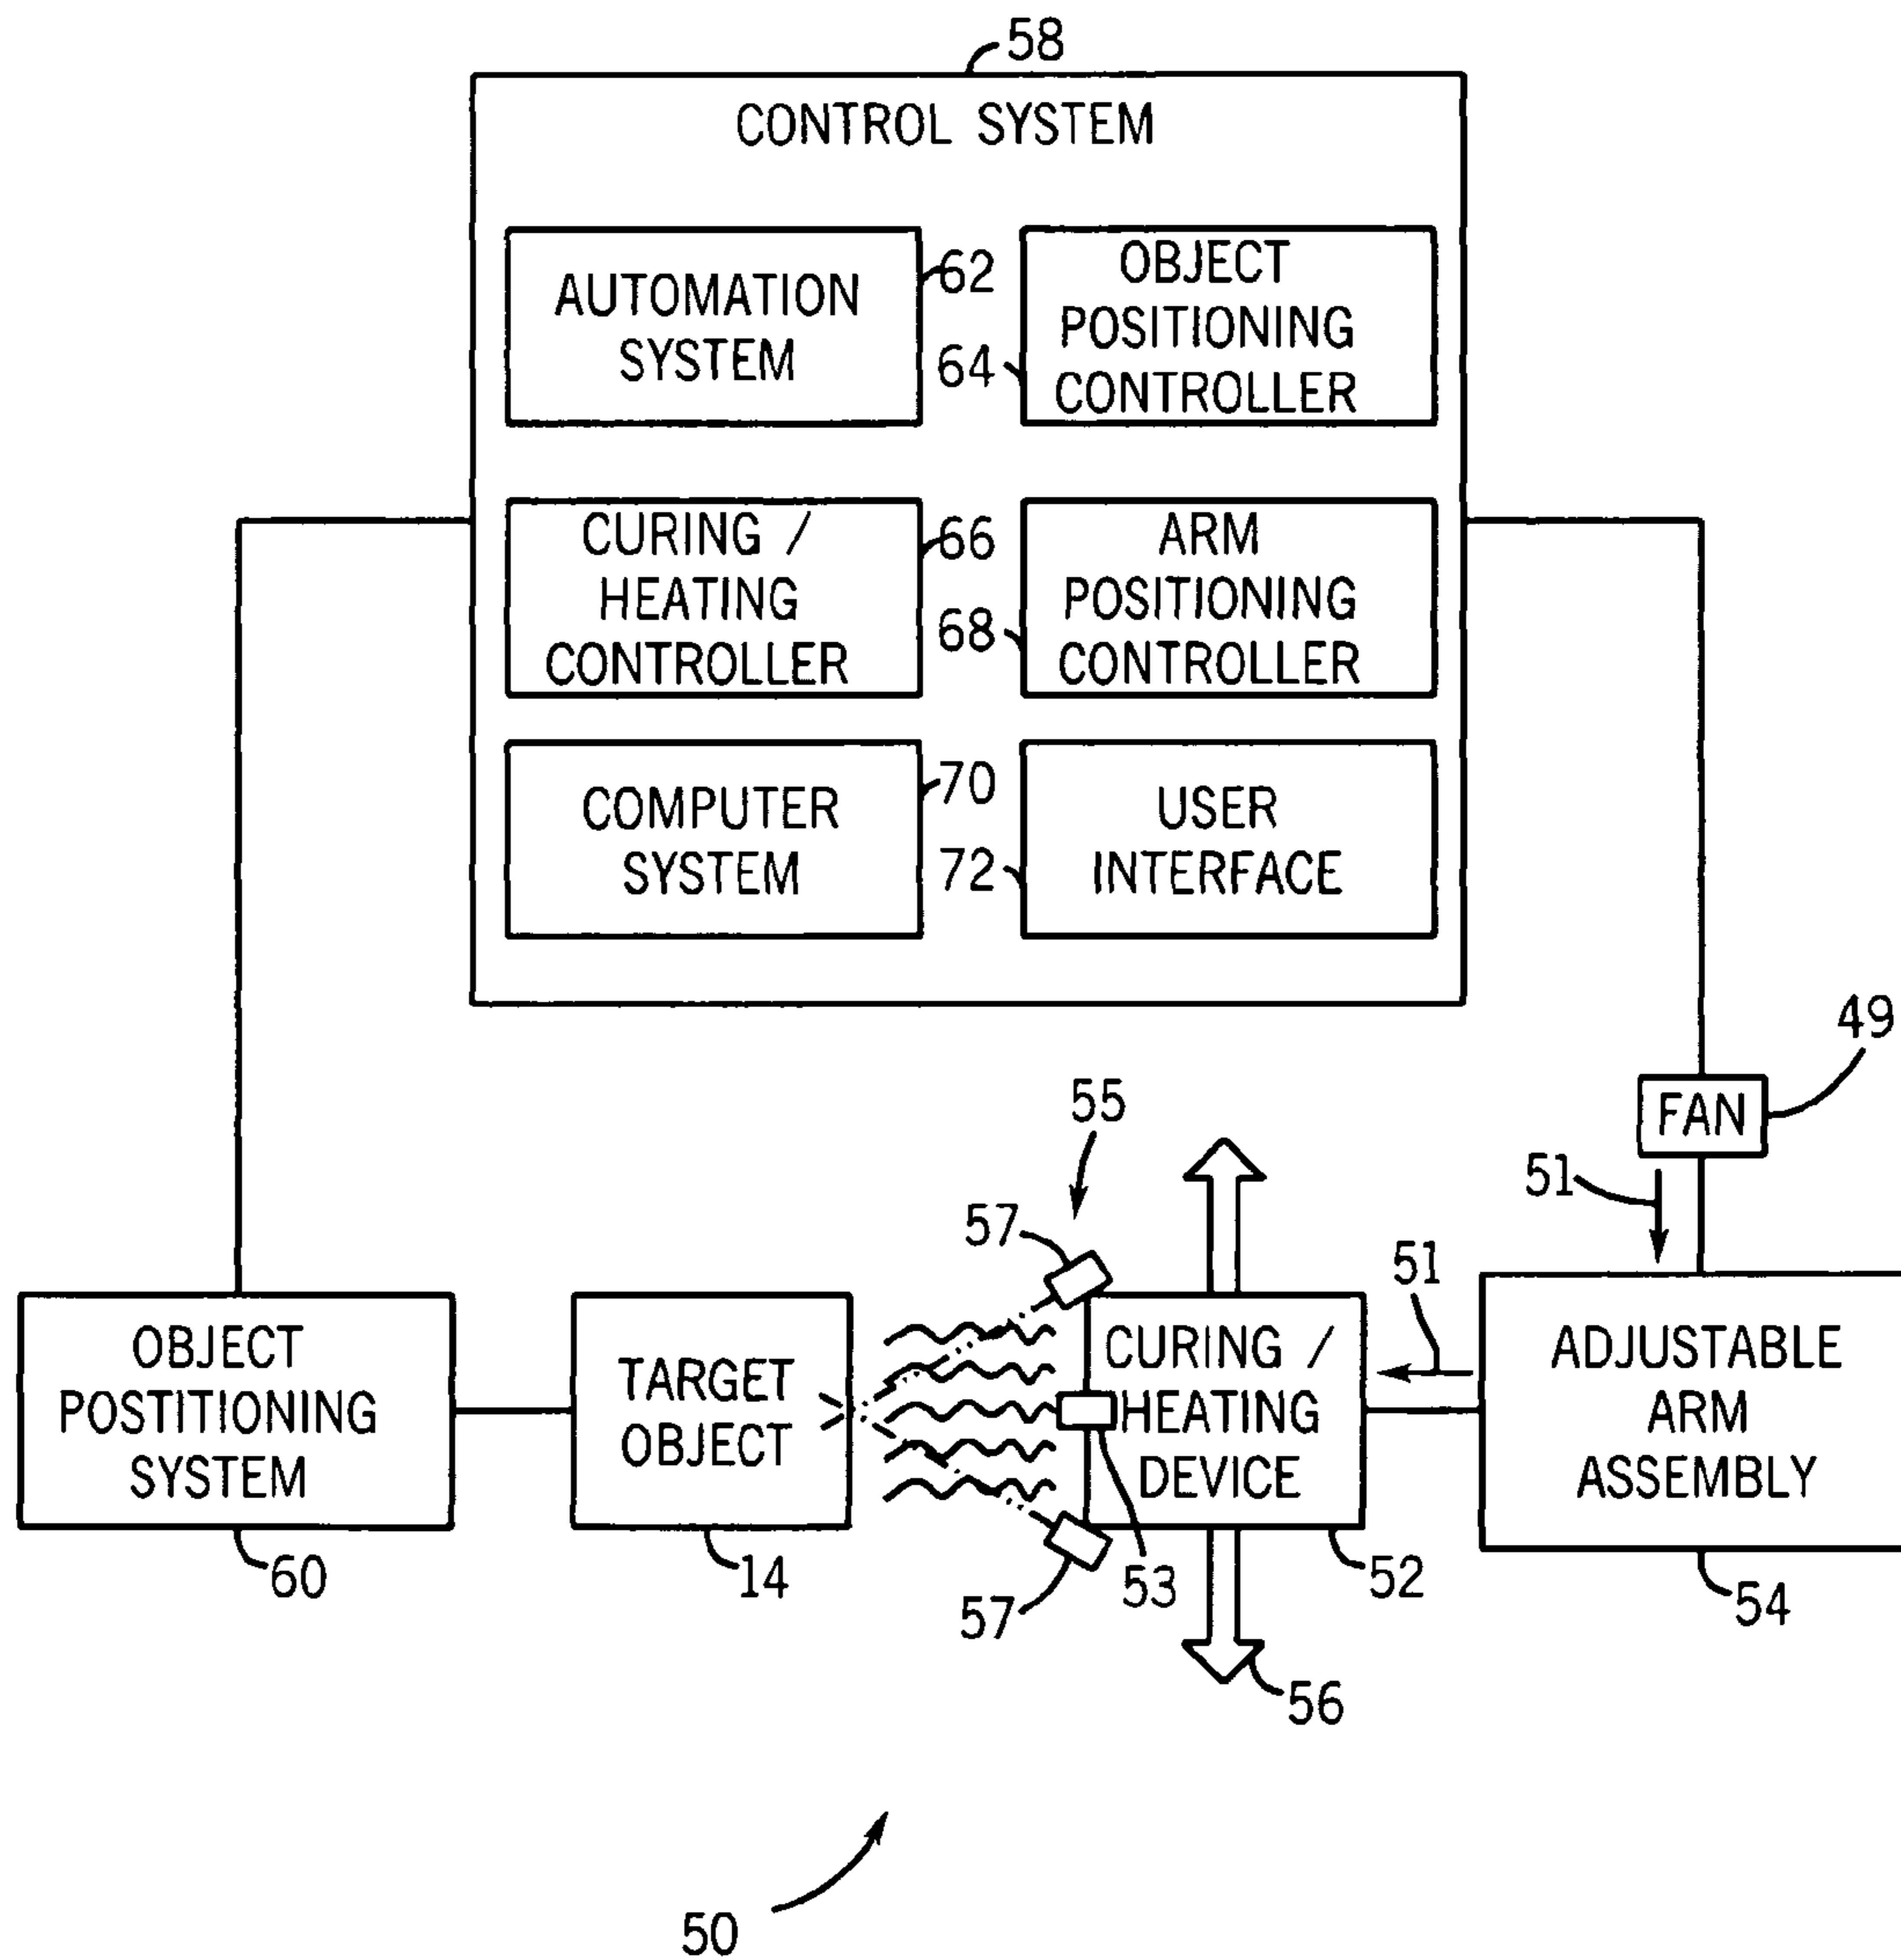 58
CONTROL SYSTEM
AUTOMATION
SYSTEM
62
64
OBJECT
POSITIONING
CONTROLLER
CURING /
HEATING
CONTROLLER
66
68
ARM
POSITIONING
CONTROLLER
COMPUTER
SYSTEM
70
72
USER
INTERFACE
49
FAN
55
51
57
51
OBJECT
POSTITIONING
SYSTEM
TARGET
OBJECT
CURING /
HEATING
DEVICE
ADJUSTABLE
ARM
ASSEMBLY
60
14
57
53
52
54
56
50